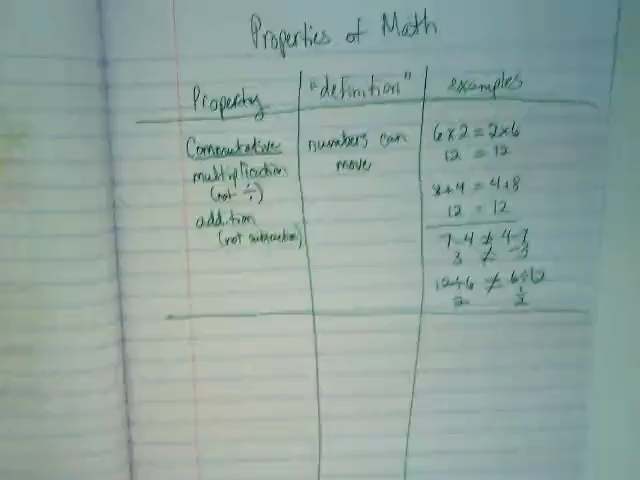 Properties of Math
Property "definition" examples
Commutative numbers can 6 x 2 = 2 x 6
multiplication move 12 = 12
(not ÷) 8 + 4 = 4 + 8
addition 12 = 12
(not subtraction) 7-4 ≠ 4-7
3 ≠ -3
12÷6 ≠ 6÷12
2 1/2